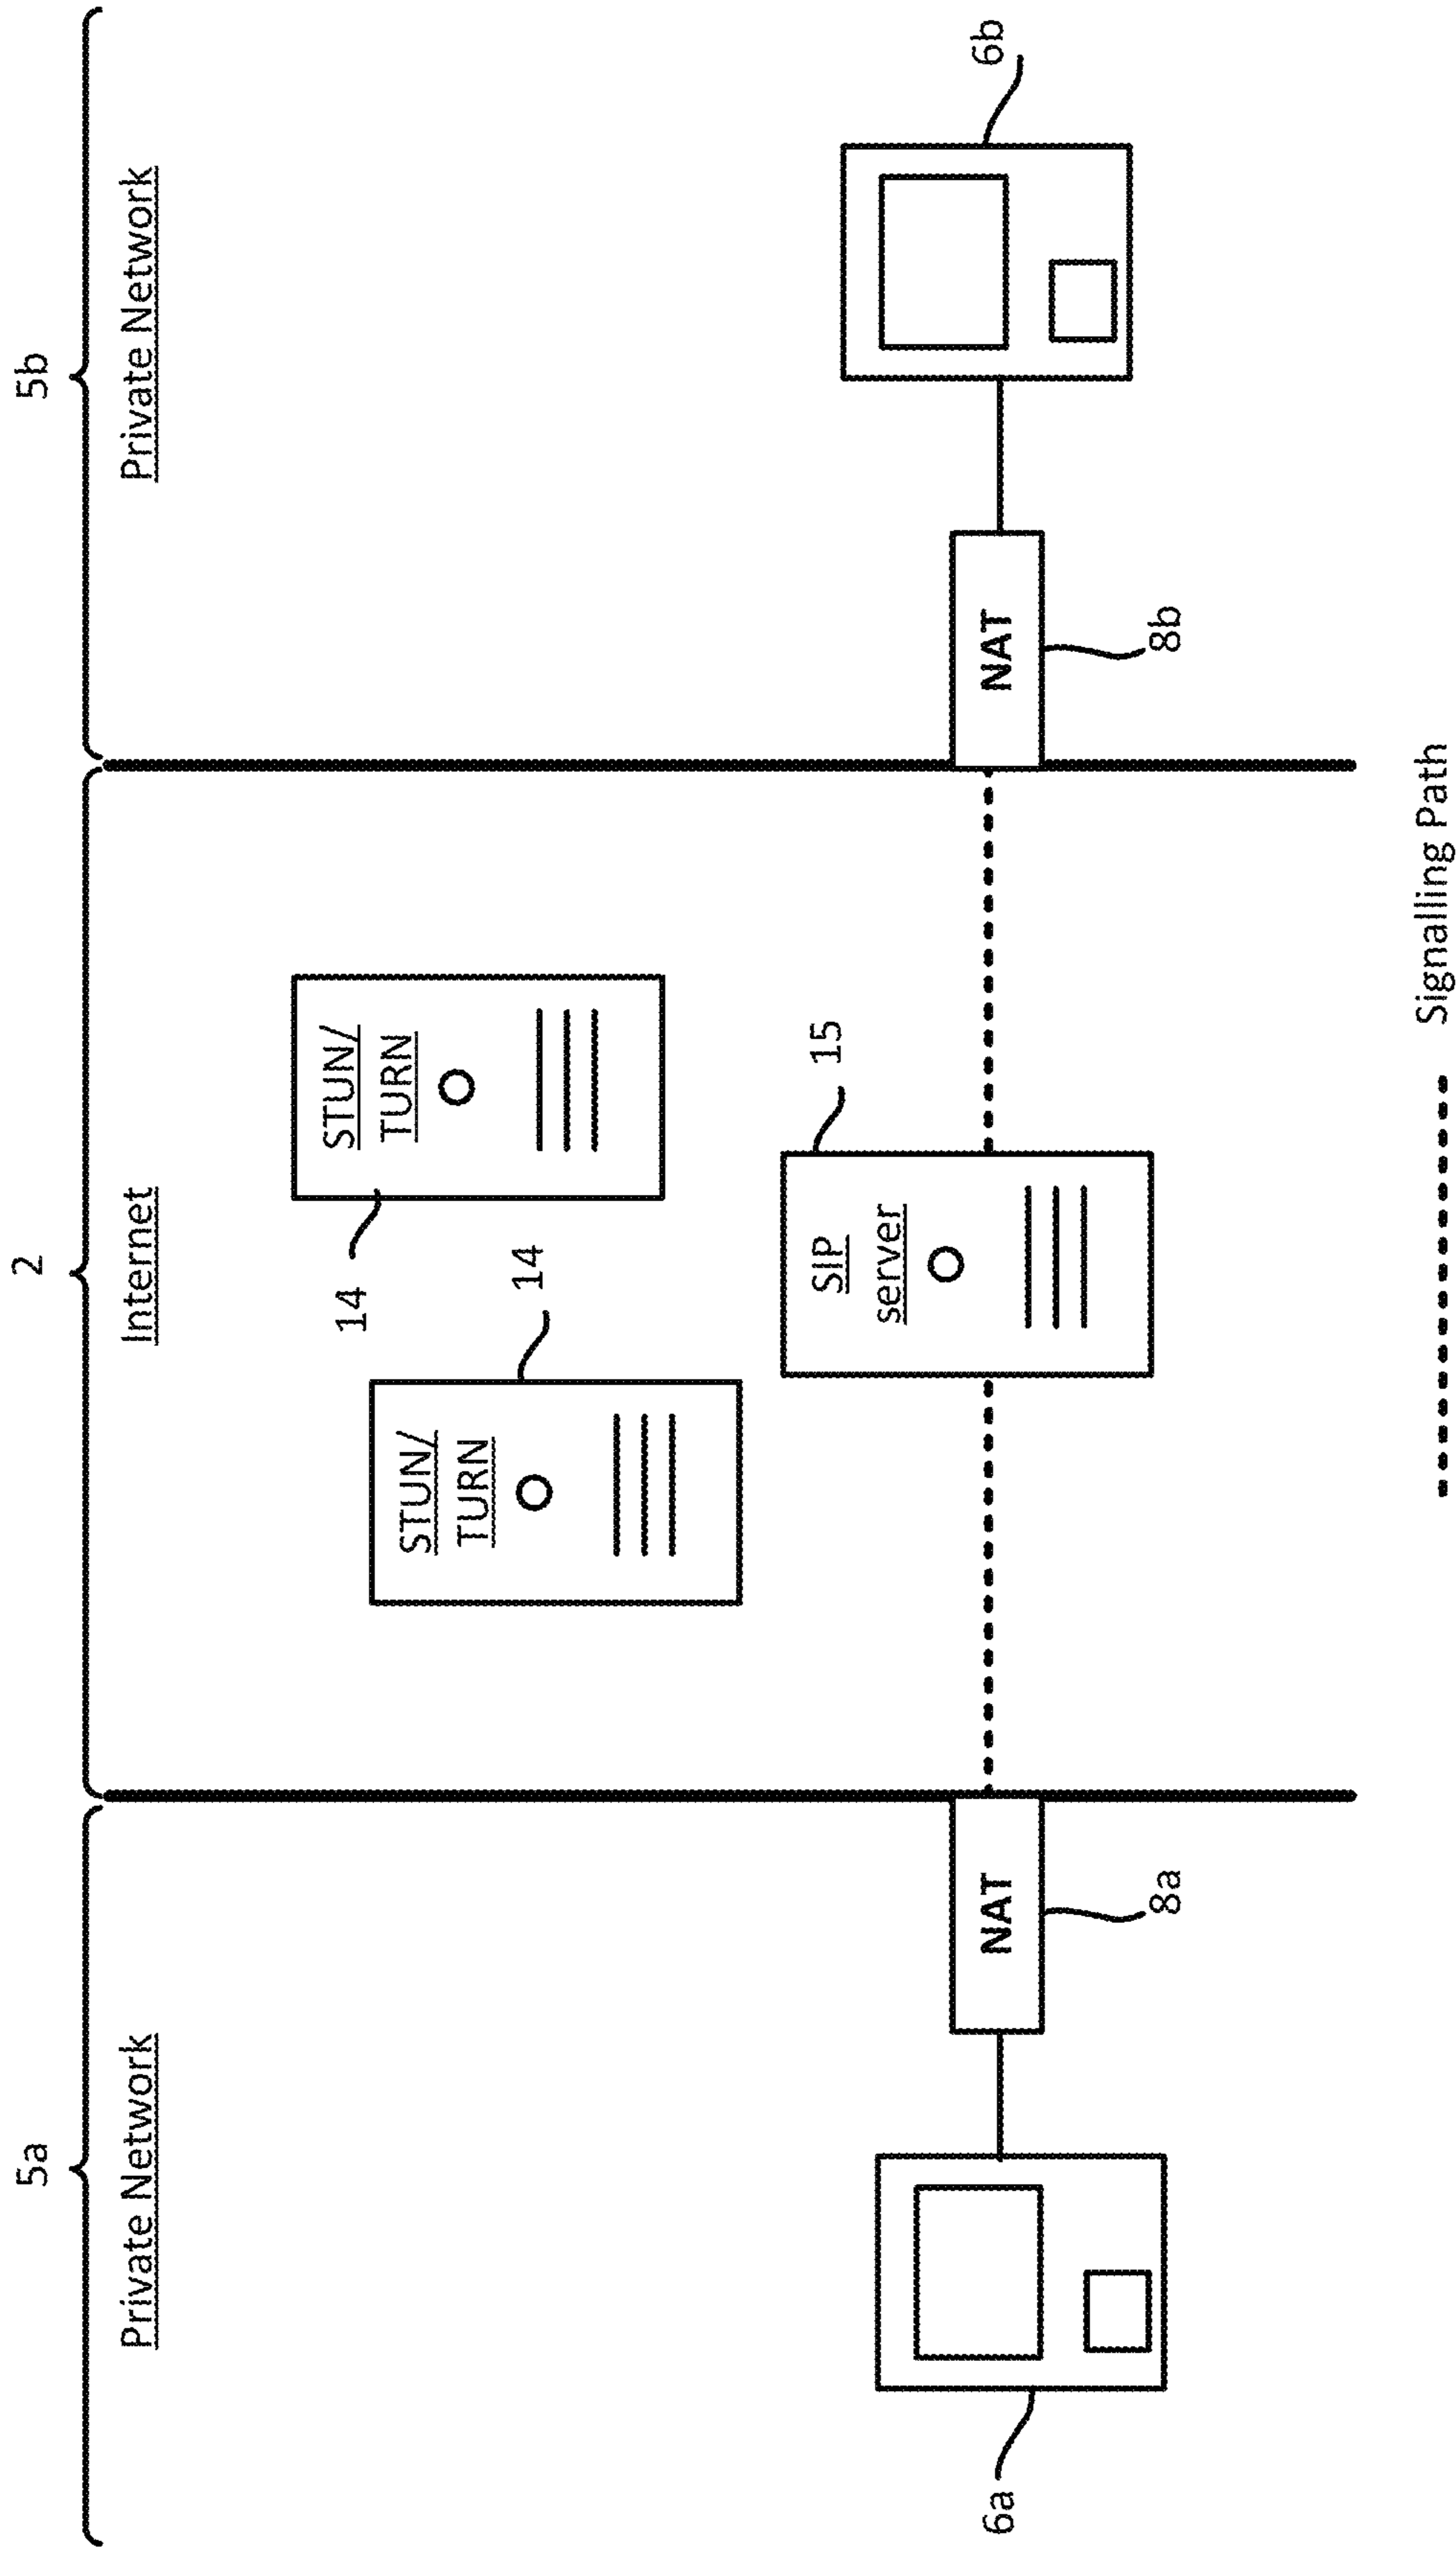 5a
2
5b
Private Network
Internet
Private Network
14
STUN/
TURN
STUN/
TURN
14
15
SIP
server
6b
NAT
NAT
8a
8b
6a
Signalling Path